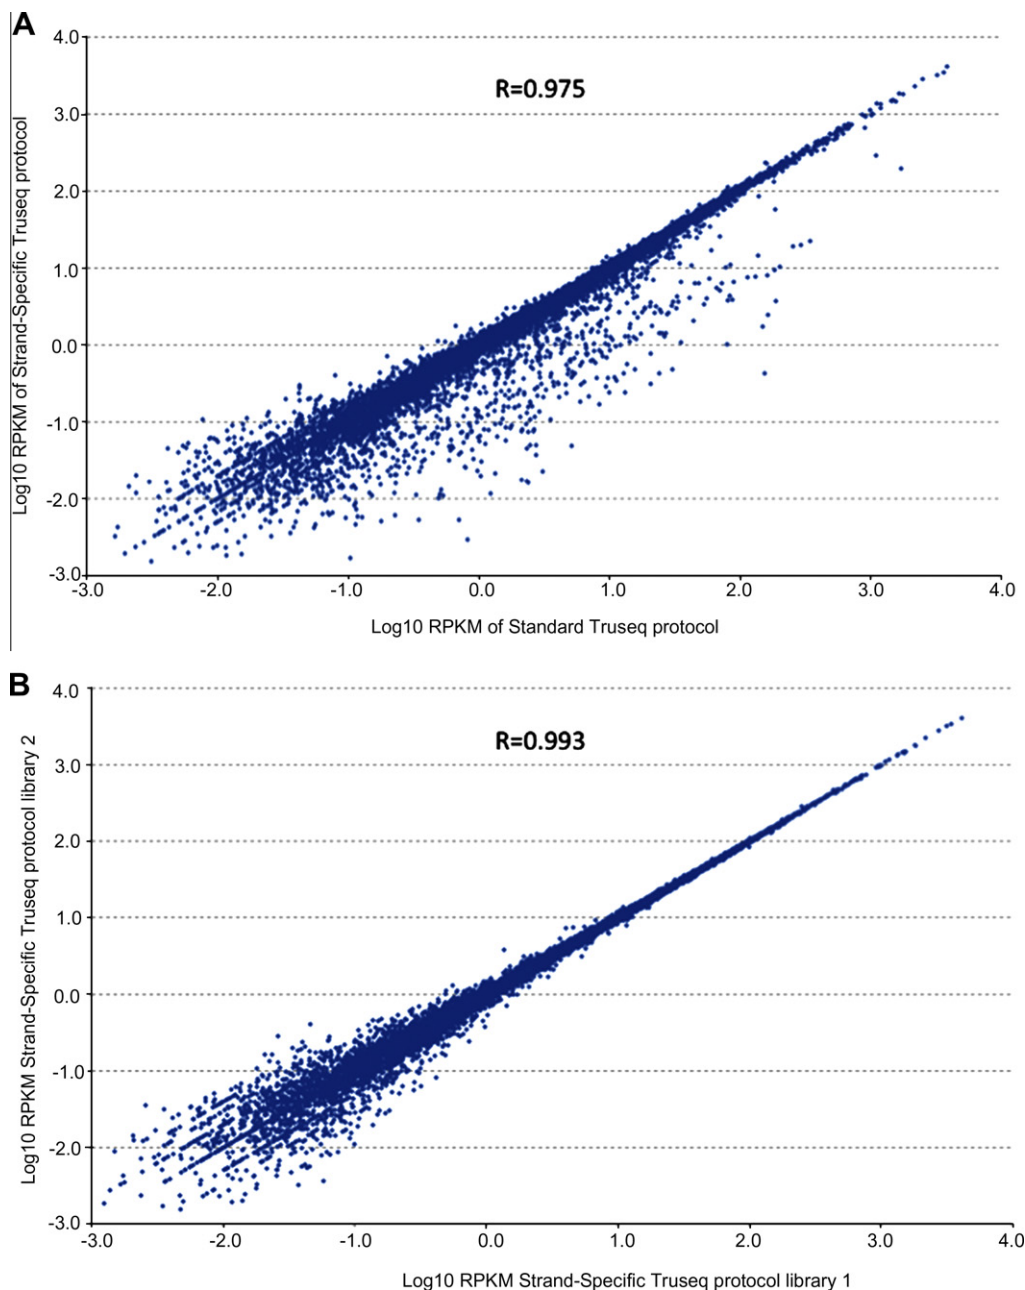 A
4.0
R=0.975
3.0
2.0
1.0
0.0
-1.0
-2.0
-3.0
Log10 RPKM of Strand-Specific Truseq protocol
-3.0 -2.0 -1.0 0.0 1.0 2.0 3.0 4.0
Log10 RPKM of Standard Truseq protocol
B
4.0
R=0.993
3.0
2.0
1.0
0.0
-1.0
-2.0
-3.0
Log10 RPKM Strand-Specific Truseq protocol library 2
-3.0 -2.0 -1.0 0.0 1.0 2.0 3.0 4.0
Log10 RPKM Strand-Specific Truseq protocol library 1